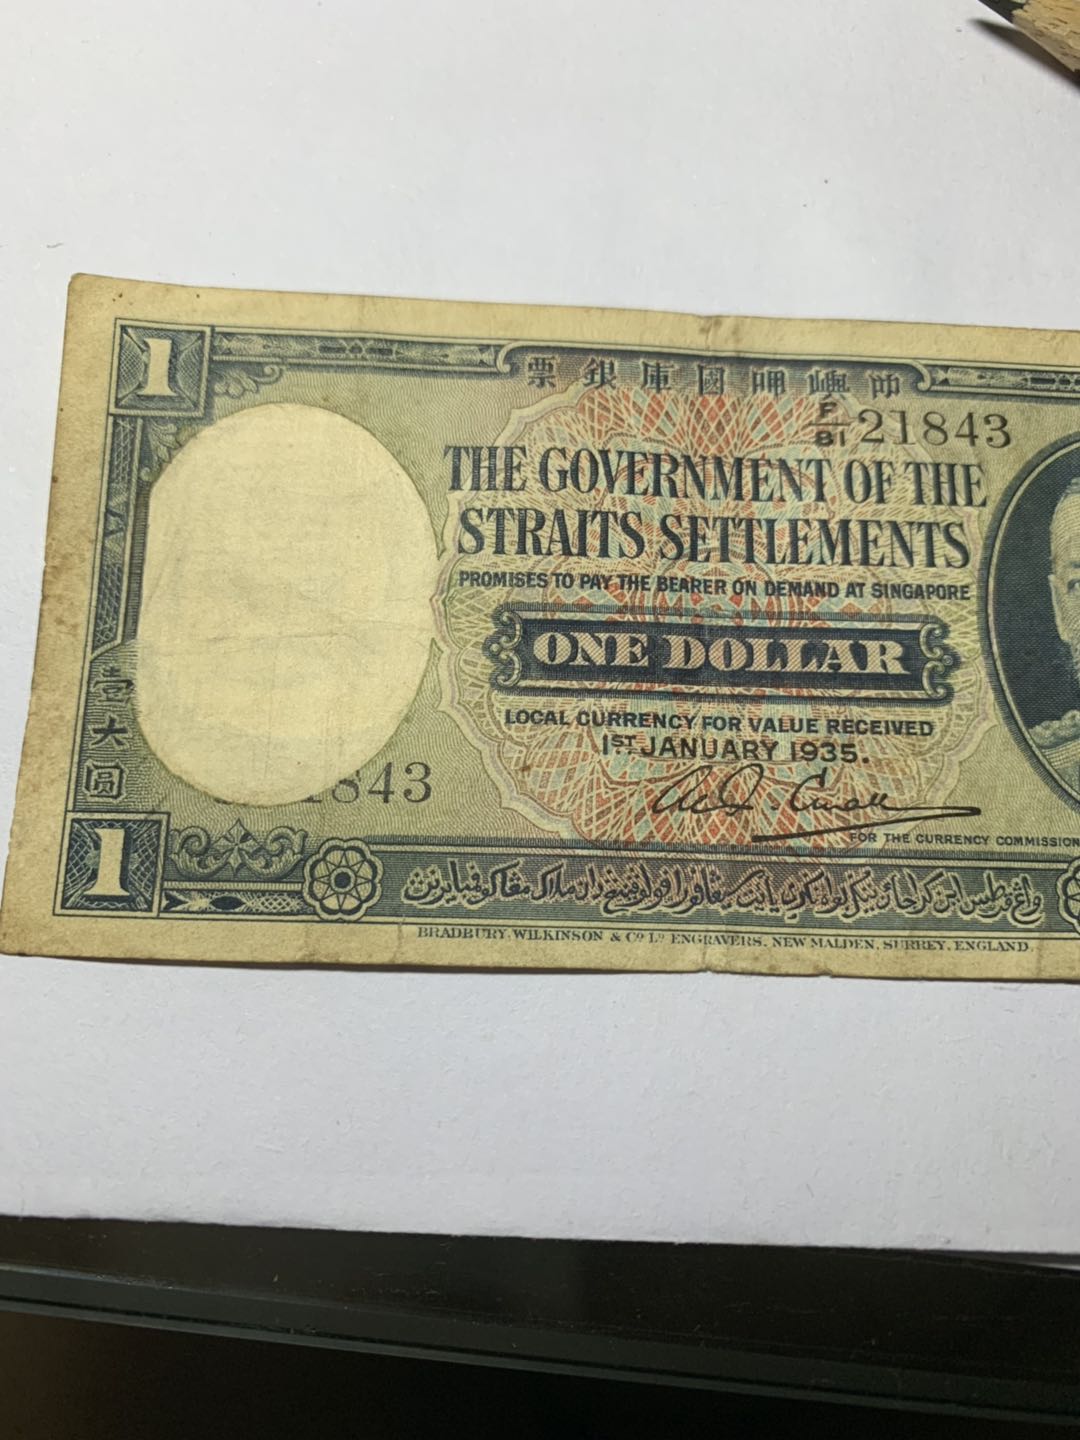 1
叻嶼呷國庫銀票
F/81 21843
THE GOVERNMENT OF THE
STRAITS SETTLEMENTS
PROMISES TO PAY THE BEARER ON DEMAND AT SINGAPORE
ONE DOLLAR
LOCAL CURRENCY FOR VALUE RECEIVED
1ST JANUARY 1935.
壹大圓
843
FOR THE CURRENCY COMMISSION
1
BRADBURY, WILKINSON & Co Ld ENGRAVERS, NEW MALDEN, SURREY, ENGLAND.